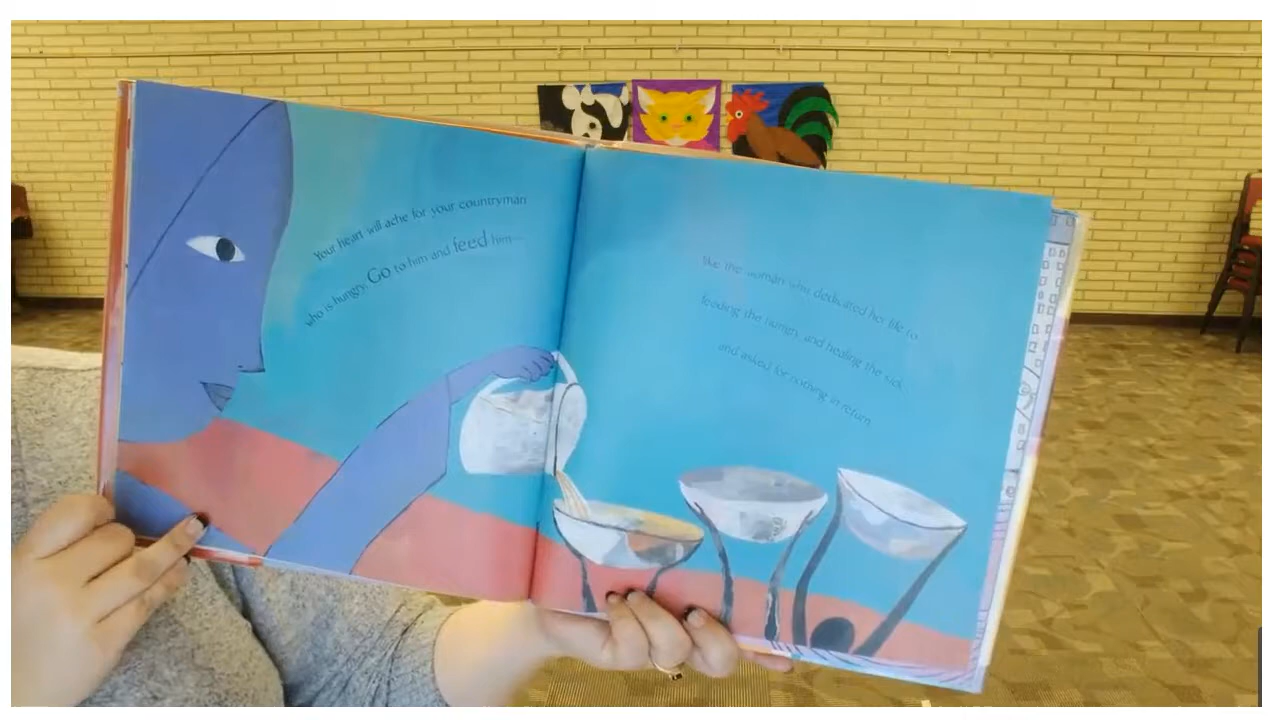 Your heart will ache for your countryman
who is hungry. Go to him and feed him—
like the woman who dedicated her life to
feeding the hungry and healing the sick
and asked for nothing in return